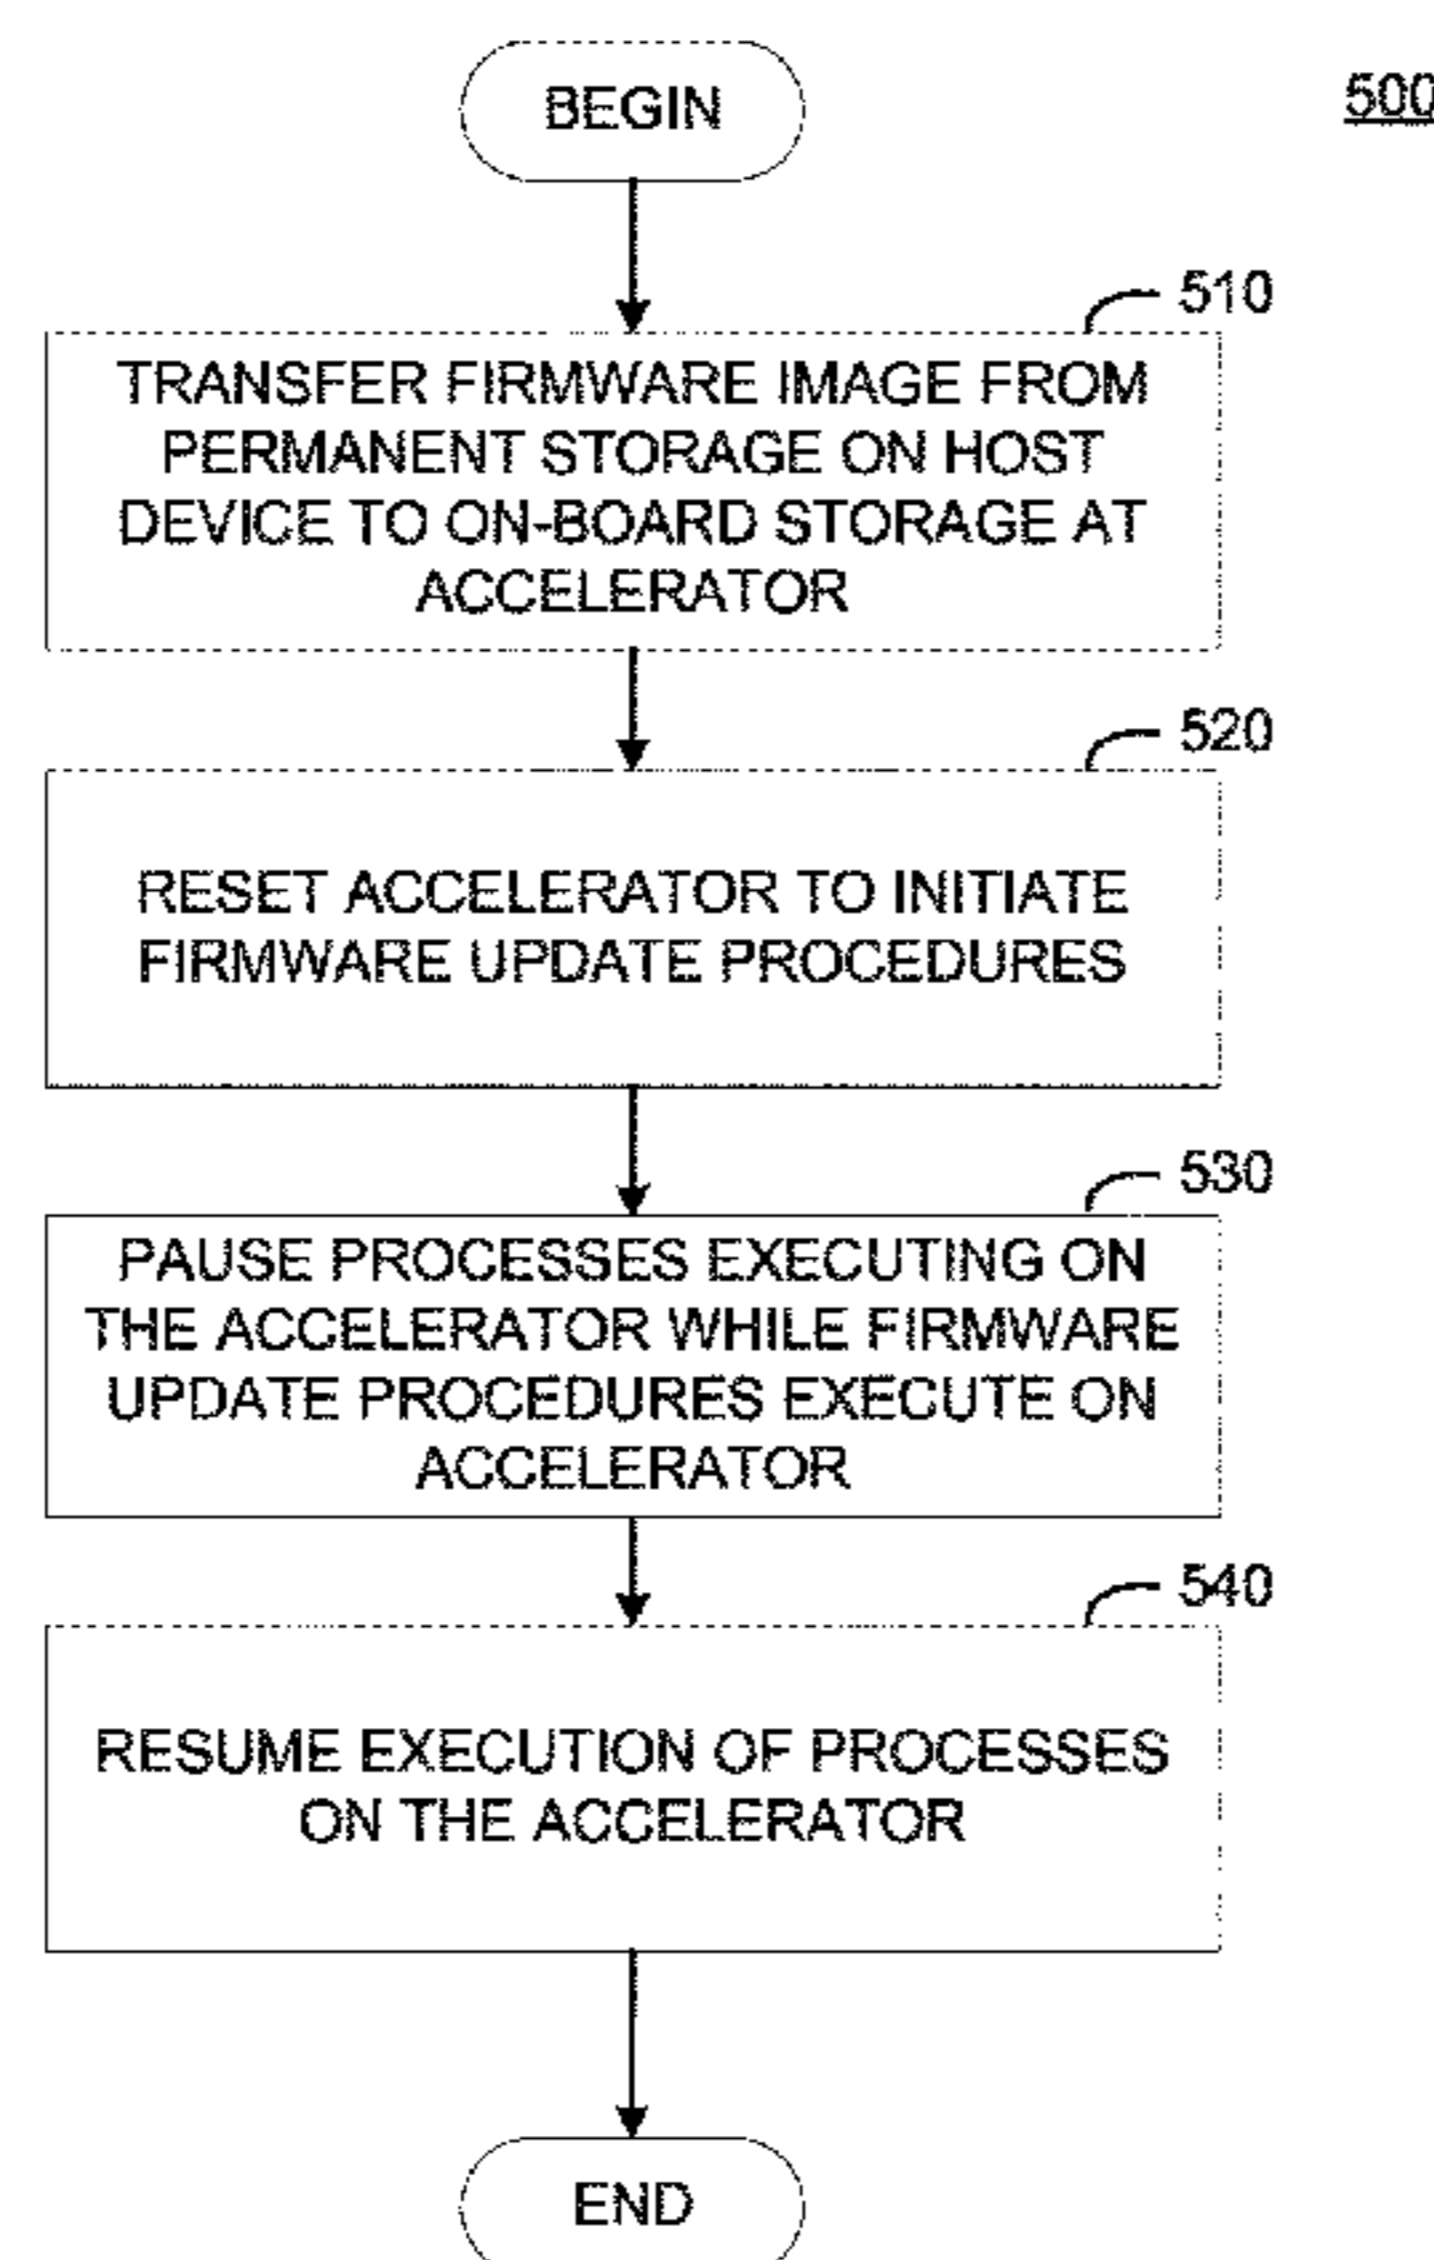 BEGIN
500
510
TRANSFER FIRMWARE IMAGE FROM
PERMANENT STORAGE ON HOST
DEVICE TO ON-BOARD STORAGE AT
ACCELERATOR
520
RESET ACCELERATOR TO INITIATE
FIRMWARE UPDATE PROCEDURES
530
PAUSE PROCESSES EXECUTING ON
THE ACCELERATOR WHILE FIRMWARE
UPDATE PROCEDURES EXECUTE ON
ACCELERATOR
540
RESUME EXECUTION OF PROCESSES
ON THE ACCELERATOR
END